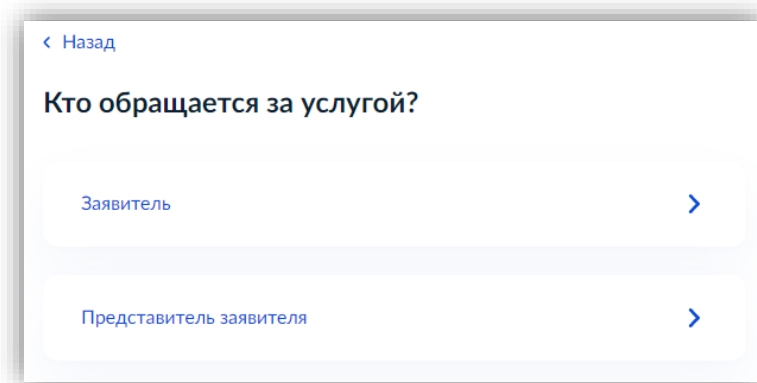 Назад
Кто обращается за услугой?
Заявитель
Представитель заявителя